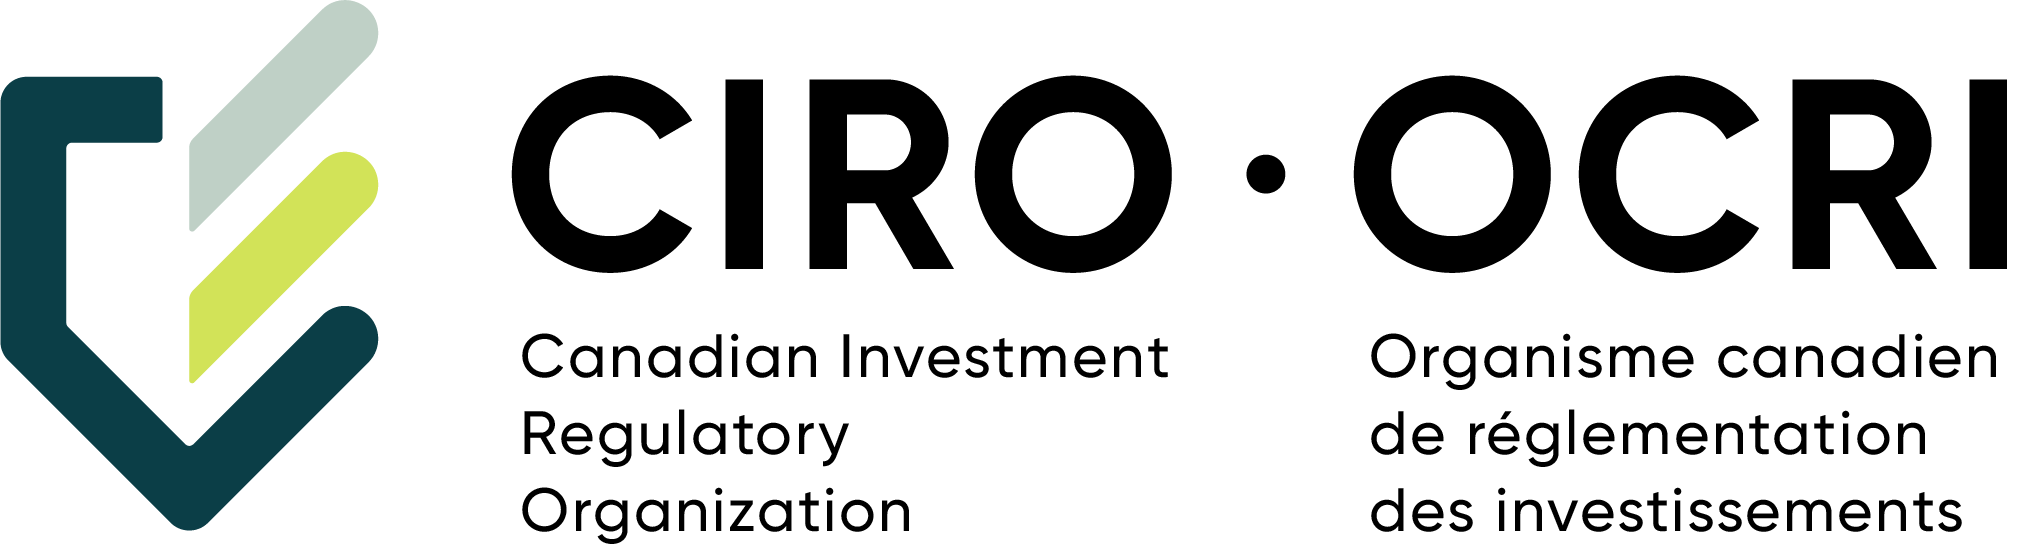 CIRO · OCRI
Canadian Investment
Regulatory
Organization
Organisme canadien
de réglementation
des investissements